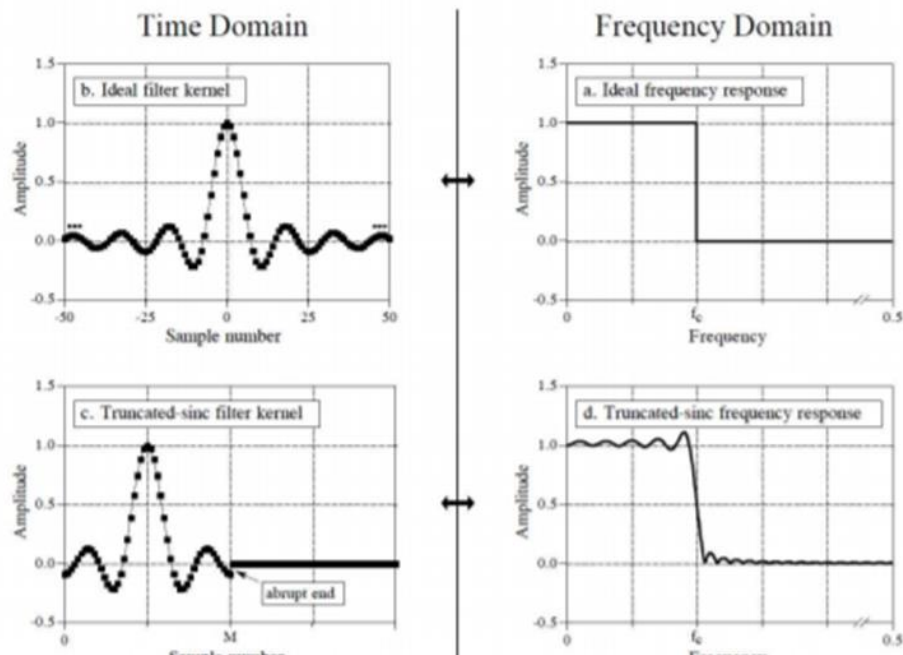 Time Domain
Frequency Domain
1.5
b. Ideal filter kernel
1.0
0.5
0.0
-0.5
Amplitude
-50 -25 0 25 50
Sample number
1.5
a. Ideal frequency response
1.0
0.5
0.0
-0.5
Amplitude
0 fc 0.5
Frequency
1.5
c. Truncated-sinc filter kernel
1.0
0.5
0.0
-0.5
Amplitude
abrupt end
0 M
Sample number
1.5
d. Truncated-sinc frequency response
1.0
0.5
0.0
-0.5
Amplitude
0 fc 0.5
Frequency